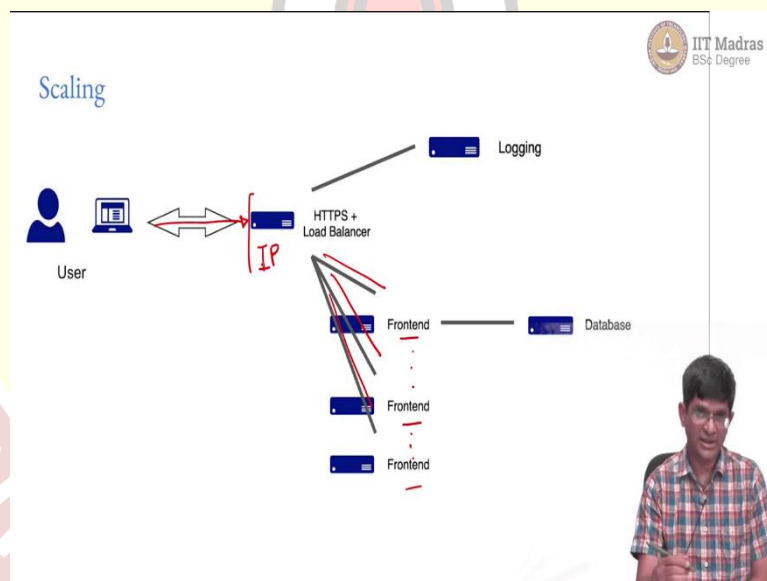 IIT Madras
BSc Degree
Scaling
Logging
HTTPS +
Load Balancer
IP
User
Frontend
Database
Frontend
Frontend